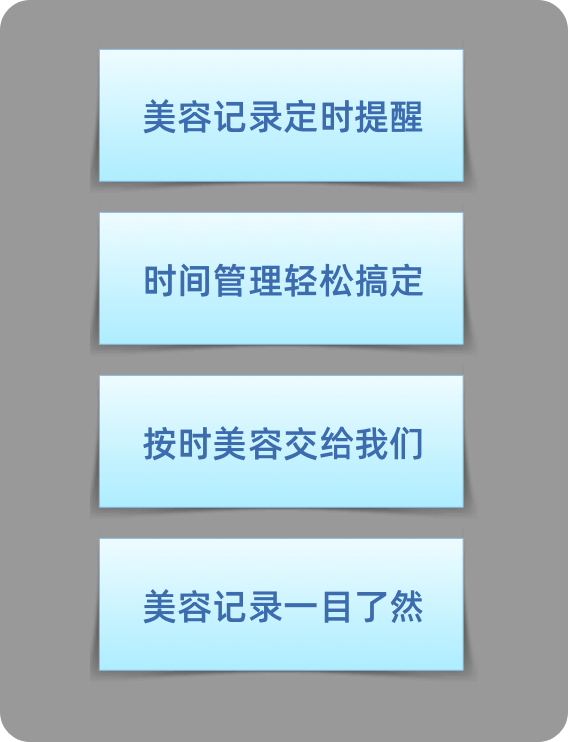 美容记录定时提醒
时间管理轻松搞定
按时美容交给我们
美容记录一目了然